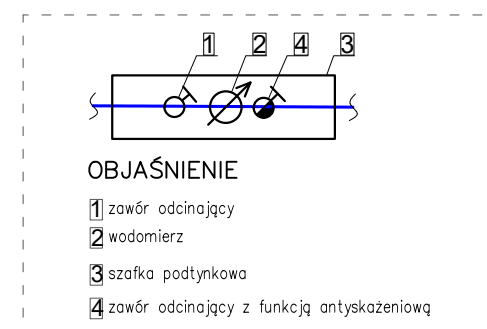 1 2 4 3
OBJAŚNIENIE
1 zawór odcinający
2 wodomierz
3 szafka podtynkowa
4 zawór odcinający z funkcją antyskażeniową